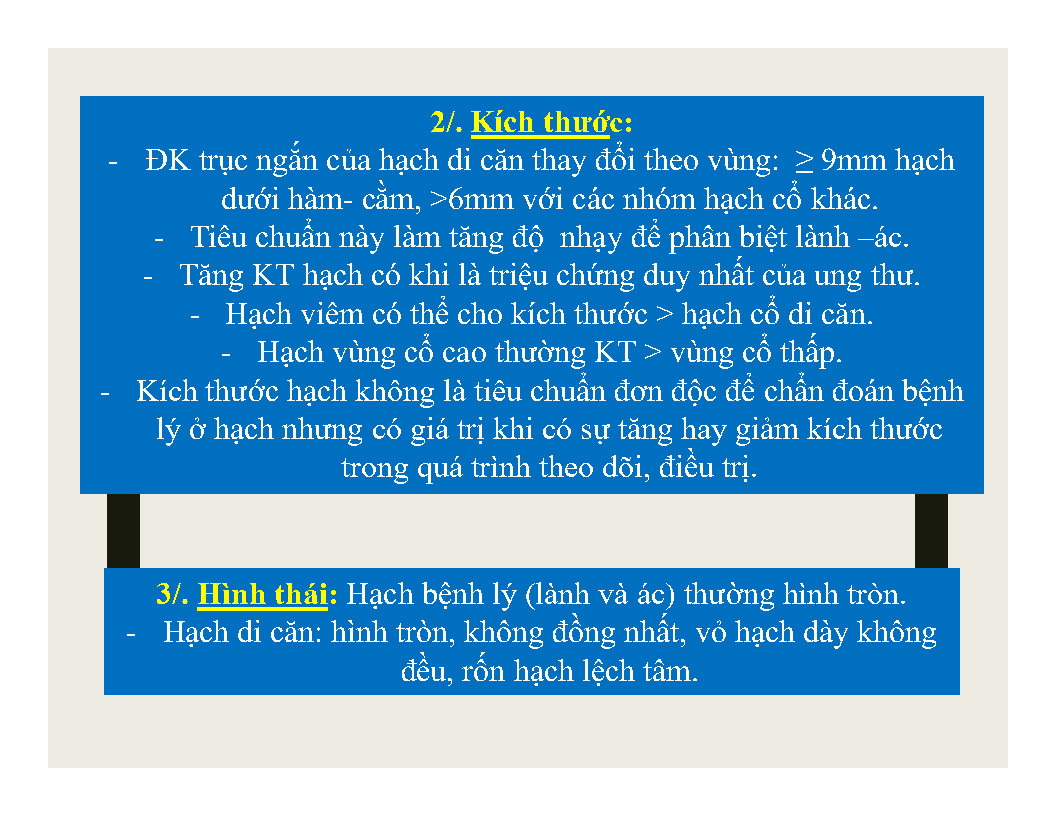 2/. Kích thước:
- ĐK trục ngắn của hạch di căn thay đổi theo vùng: ≥ 9mm hạch
dưới hàm- cằm, >6mm với các nhóm hạch cổ khác.
- Tiêu chuẩn này làm tăng độ nhạy để phân biệt lành –ác.
- Tăng KT hạch có khi là triệu chứng duy nhất của ung thư.
- Hạch viêm có thể cho kích thước > hạch cổ di căn.
- Hạch vùng cổ cao thường KT > vùng cổ thấp.
- Kích thước hạch không là tiêu chuẩn đơn độc để chẩn đoán bệnh
lý ở hạch nhưng có giá trị khi có sự tăng hay giảm kích thước
trong quá trình theo dõi, điều trị.
3/. Hình thái: Hạch bệnh lý (lành và ác) thường hình tròn.
- Hạch di căn: hình tròn, không đồng nhất, vỏ hạch dày không
đều, rốn hạch lệch tâm.